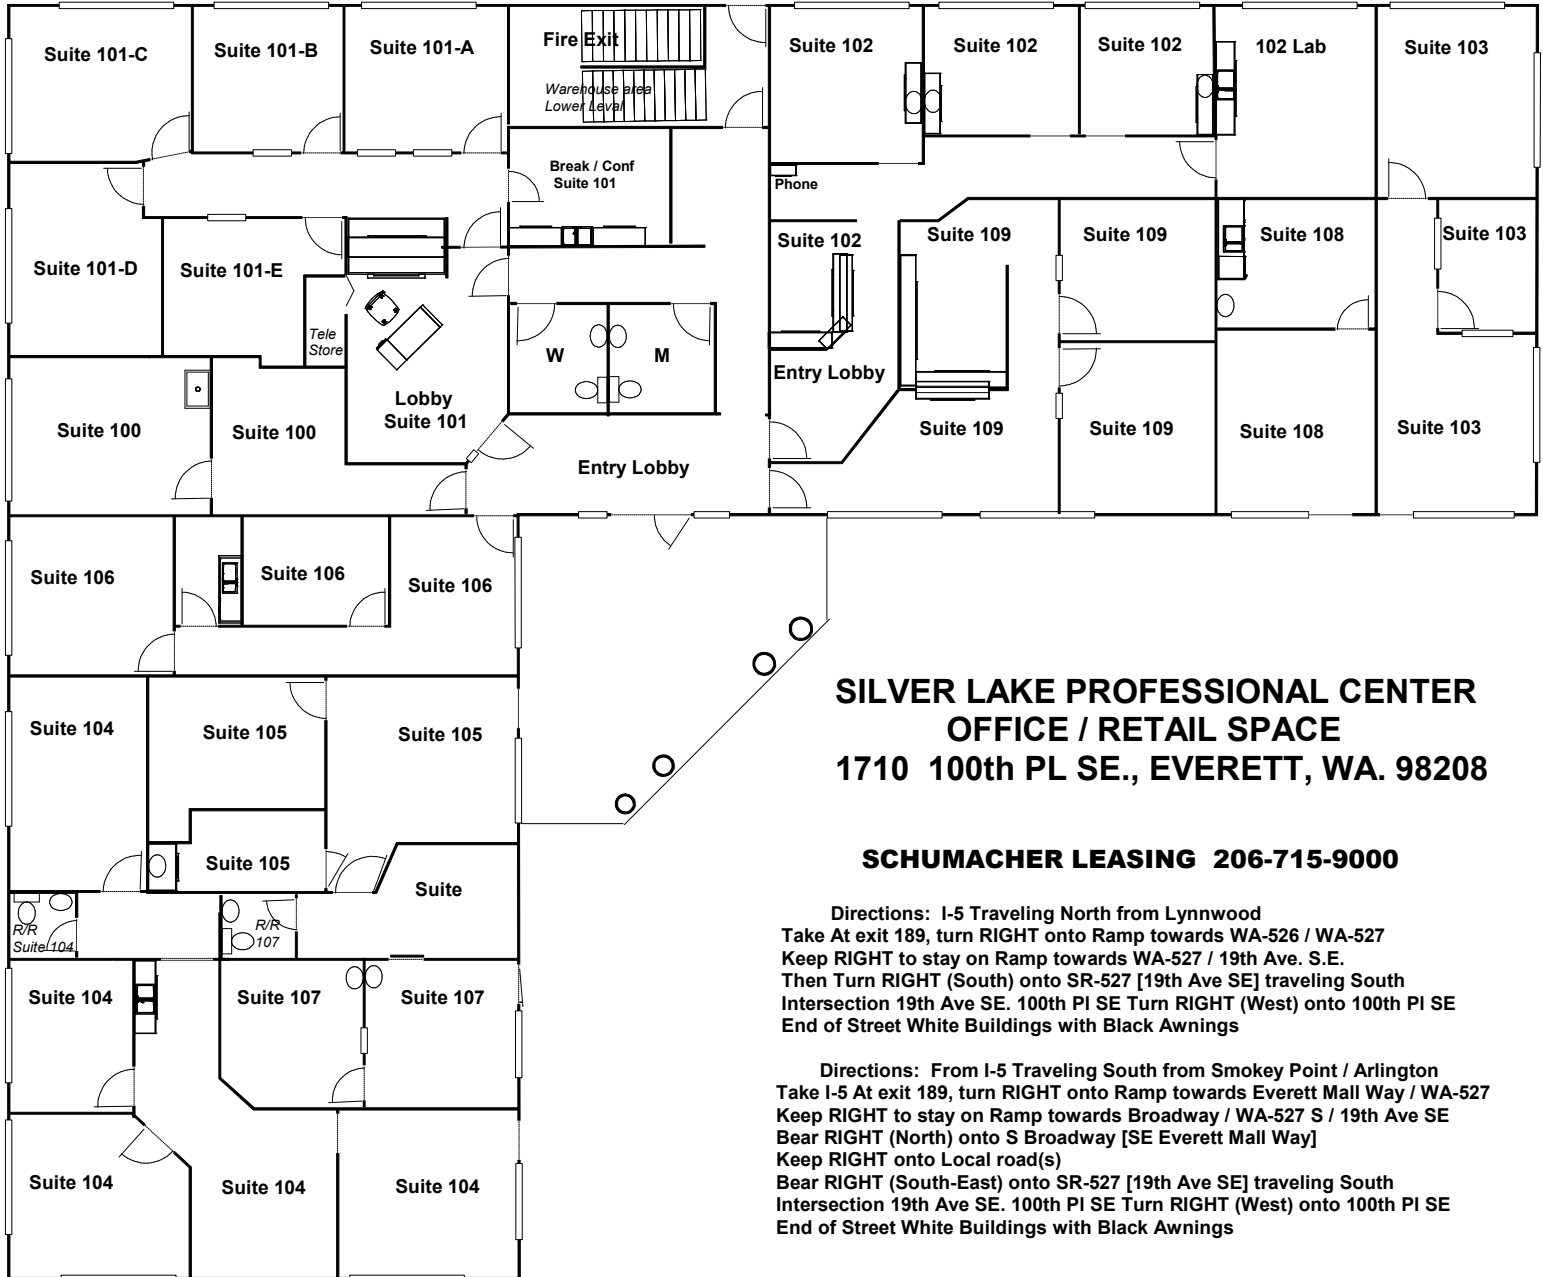 Suite 101-C
Suite 101-B
Suite 101-A
Fire Exit
Warehouse area
Lower Leval
Suite 102
Suite 102
Suite 102
102 Lab
Suite 103
Break / Conf
Suite 101
Phone
Suite 101-D
Suite 101-E
Suite 102
Suite 109
Suite 109
Suite 108
Suite 103
Tele
Store
W
M
Entry Lobby
Lobby
Suite 101
Suite 100
Suite 100
Entry Lobby
Suite 109
Suite 109
Suite 108
Suite 103
Suite 106
Suite 106
Suite 106
Suite 104
Suite 105
Suite 105
Suite 105
Suite
R/R
Suite 104
R/R
107
Suite 104
Suite 107
Suite 107
Suite 104
Suite 104
Suite 104
SILVER LAKE PROFESSIONAL CENTER
OFFICE / RETAIL SPACE
1710 100th PL SE., EVERETT, WA. 98208
SCHUMACHER LEASING 206-715-9000
Directions: I-5 Traveling North from Lynnwood
Take At exit 189, turn RIGHT onto Ramp towards WA-526 / WA-527
Keep RIGHT to stay on Ramp towards WA-527 / 19th Ave. S.E.
Then Turn RIGHT (South) onto SR-527 [19th Ave SE] traveling South
Intersection 19th Ave SE. 100th Pl SE Turn RIGHT (West) onto 100th Pl SE
End of Street White Buildings with Black Awnings
Directions: From I-5 Traveling South from Smokey Point / Arlington
Take I-5 At exit 189, turn RIGHT onto Ramp towards Everett Mall Way / WA-527
Keep RIGHT to stay on Ramp towards Broadway / WA-527 S / 19th Ave SE
Bear RIGHT (North) onto S Broadway [SE Everett Mall Way]
Keep RIGHT onto Local road(s)
Bear RIGHT (South-East) onto SR-527 [19th Ave SE] traveling South
Intersection 19th Ave SE. 100th Pl SE Turn RIGHT (West) onto 100th Pl SE
End of Street White Buildings with Black Awnings